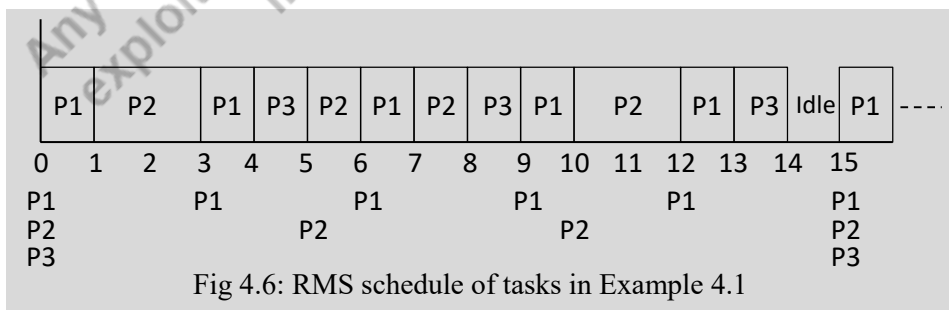 Any
exploit
P1 P2 P1 P3 P2 P1 P2 P3 P1 P2 P1 P3 Idle P1
0 1 2 3 4 5 6 7 8 9 10 11 12 13 14 15
P1 P1 P1 P1 P1 P1
P2 P2 P2 P2
P3 P3
Fig 4.6: RMS schedule of tasks in Example 4.1